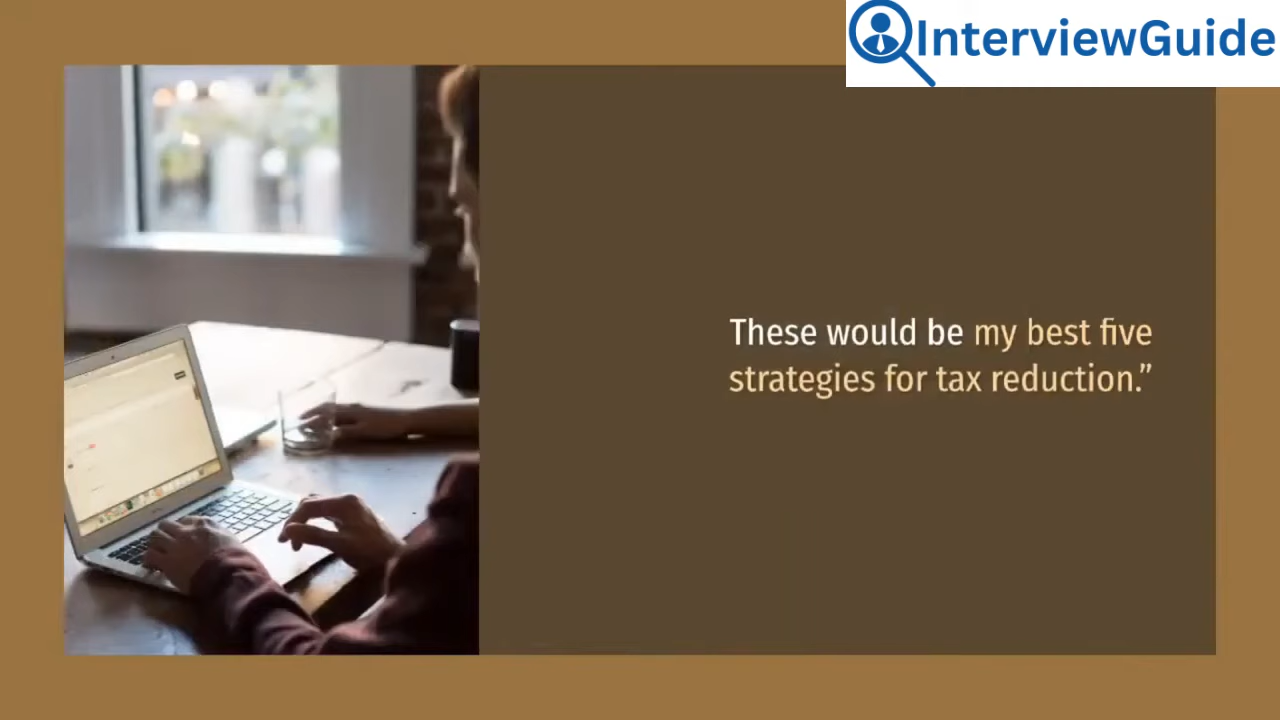 InterviewGuide
These would be my best five
strategies for tax reduction.”